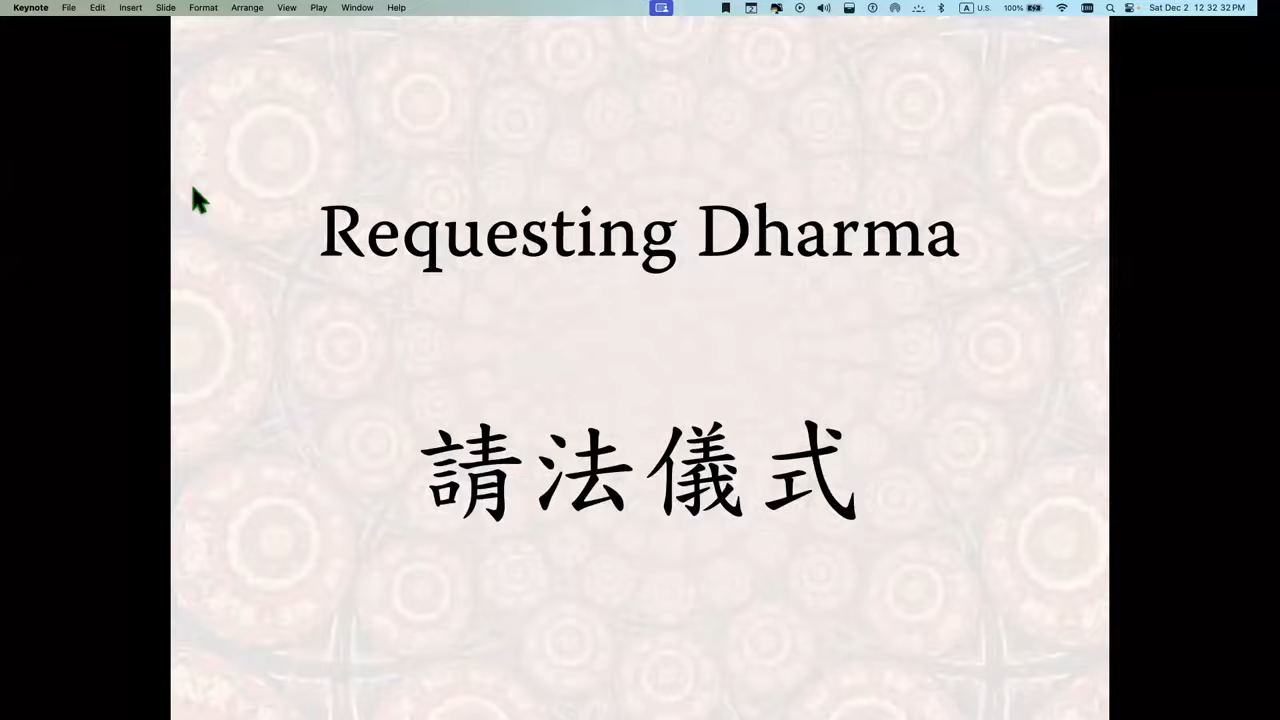 Keynote File Edit Insert Slide Format Arrange View Play Window Help A U.S. 100% Sat Dec 2 12 32 32 PM
Requesting Dharma
請法儀式